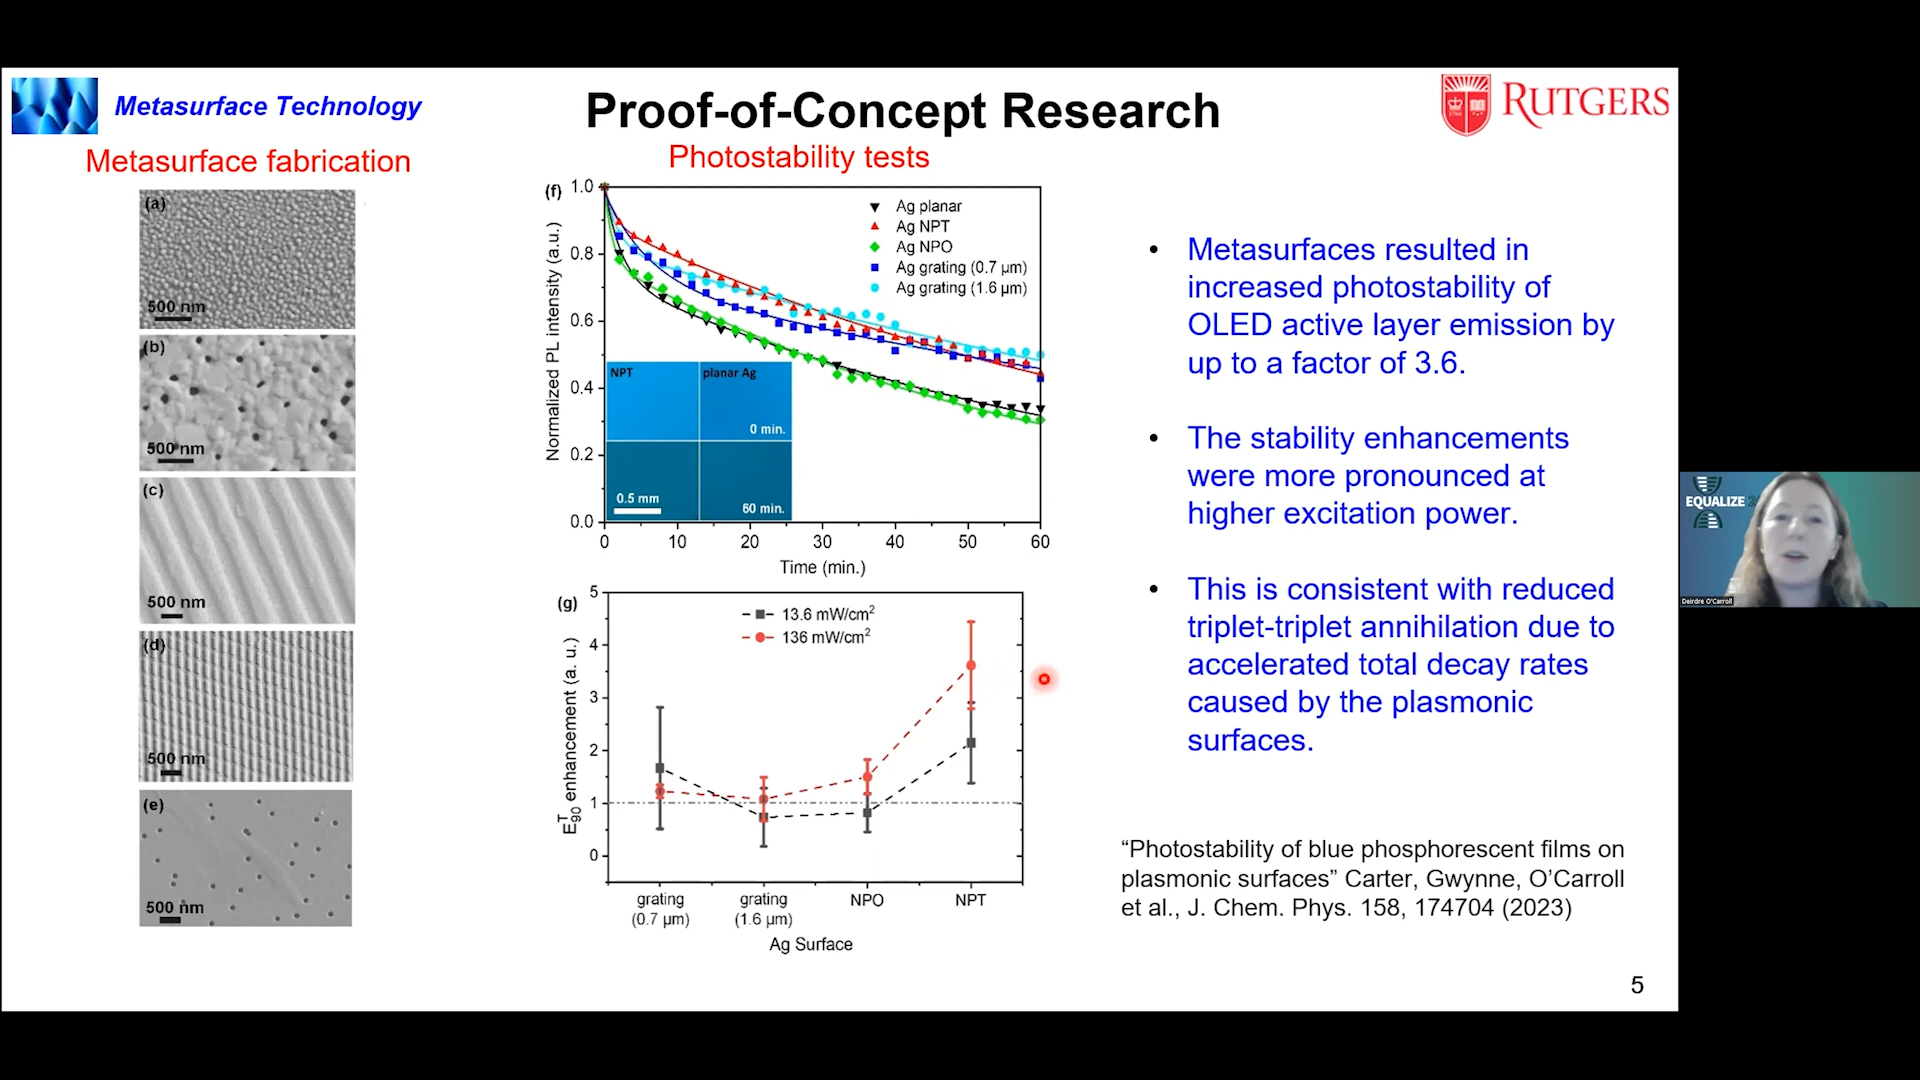 Metasurface Technology
Proof-of-Concept Research
RUTGERS
Metasurface fabrication
(a)
500 nm
(b)
500 nm
(c)
500 nm
(d)
500 nm
(e)
500 nm
Photostability tests
(f)
1.0
0.8
0.6
0.4
0.2
0.0
Normalized PL intensity (a.u.)
Ag planar
Ag NPT
Ag NPO
Ag grating (0.7 µm)
Ag grating (1.6 µm)
NPT
planar Ag
0 min.
0.5 mm
60 min.
0 10 20 30 40 50 60
Time (min.)
(g)
5
4
3
2
1
0
E90T enhancement (a. u.)
13.6 mW/cm²
136 mW/cm²
grating (0.7 µm)
grating (1.6 µm)
NPO
NPT
Ag Surface
• Metasurfaces resulted in
increased photostability of
OLED active layer emission by
up to a factor of 3.6.
• The stability enhancements
were more pronounced at
higher excitation power.
• This is consistent with reduced
triplet-triplet annihilation due to
accelerated total decay rates
caused by the plasmonic
surfaces.
“Photostability of blue phosphorescent films on
plasmonic surfaces” Carter, Gwynne, O’Carroll
et al., J. Chem. Phys. 158, 174704 (2023)
5
EQUALIZE
Deirdre O'Carroll